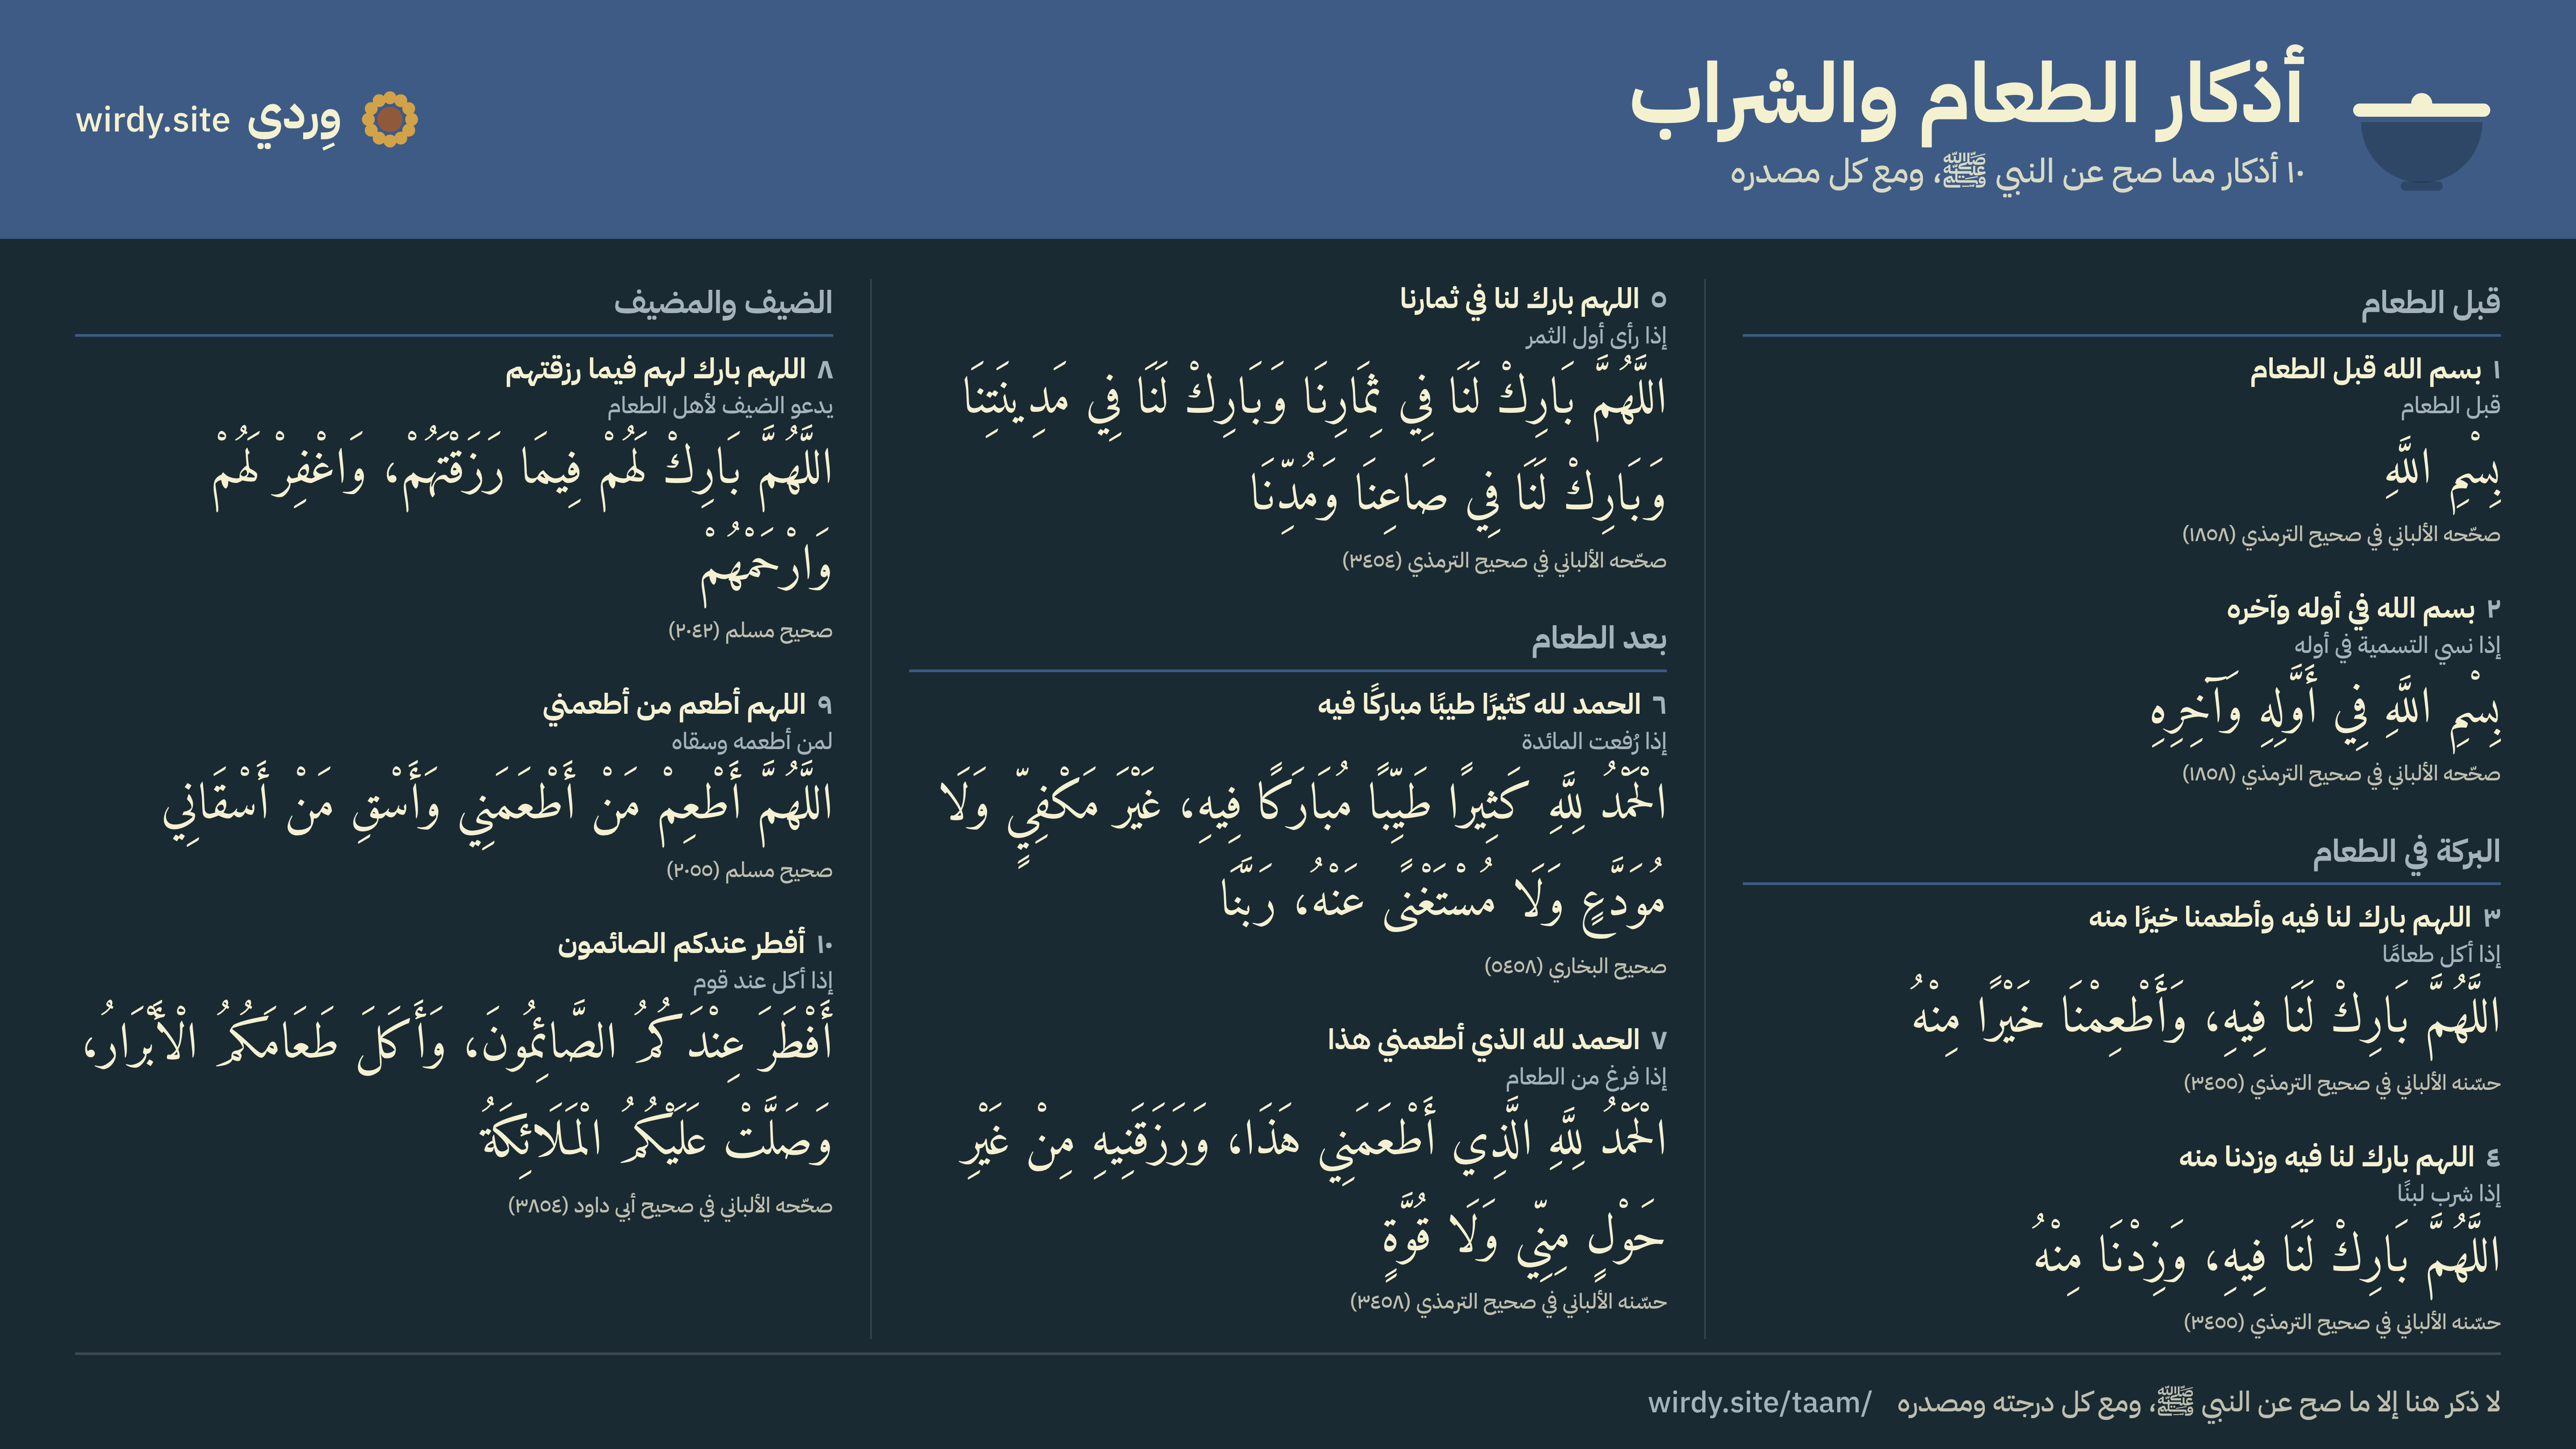 أذكار الطعام والشراب
١٠ أذكار مما صح عن النبي ﷺ، ومع كل مصدره
وِردي wirdy.site
قبل الطعام
١ بسم الله قبل الطعام
قبل الطعام
بِسْمِ اللَّهِ
صحّحه الألباني في صحيح الترمذي (١٨٥٨)
٢ بسم الله في أوله وآخره
إذا نسي التسمية في أوله
بِسْمِ اللَّهِ فِي أَوَّلِهِ وَآخِرِهِ
صحّحه الألباني في صحيح الترمذي (١٨٥٨)
البركة في الطعام
٣ اللهم بارك لنا فيه وأطعمنا خيرًا منه
إذا أكل طعامًا
اللَّهُمَّ بَارِكْ لَنَا فِيهِ، وَأَطْعِمْنَا خَيْرًا مِنْهُ
حسّنه الألباني في صحيح الترمذي (٣٤٥٥)
٤ اللهم بارك لنا فيه وزدنا منه
إذا شرب لبنًا
اللَّهُمَّ بَارِكْ لَنَا فِيهِ، وَزِدْنَا مِنْهُ
حسّنه الألباني في صحيح الترمذي (٣٤٥٥)
٥ اللهم بارك لنا في ثمارنا
إذا رأى أول الثمر
اللَّهُمَّ بَارِكْ لَنَا فِي ثِمَارِنَا وَبَارِكْ لَنَا فِي مَدِينَتِنَا
وَبَارِكْ لَنَا فِي صَاعِنَا وَمُدِّنَا
صحّحه الألباني في صحيح الترمذي (٣٤٥٤)
بعد الطعام
٦ الحمد لله كثيرًا طيبًا مباركًا فيه
إذا رُفعت المائدة
الْحَمْدُ لِلَّهِ كَثِيرًا طَيِّبًا مُبَارَكًا فِيهِ، غَيْرَ مَكْفِيٍّ وَلَا
مُوَدَّعٍ وَلَا مُسْتَغْنًى عَنْهُ، رَبَّنَا
صحيح البخاري (٥٤٥٨)
٧ الحمد لله الذي أطعمني هذا
إذا فرغ من الطعام
الْحَمْدُ لِلَّهِ الَّذِي أَطْعَمَنِي هَذَا، وَرَزَقَنِيهِ مِنْ غَيْرِ
حَوْلٍ مِنِّي وَلَا قُوَّةٍ
حسّنه الألباني في صحيح الترمذي (٣٤٥٨)
الضيف والمضيف
٨ اللهم بارك لهم فيما رزقتهم
يدعو الضيف لأهل الطعام
اللَّهُمَّ بَارِكْ لَهُمْ فِيمَا رَزَقْتَهُمْ، وَاغْفِرْ لَهُمْ
وَارْحَمْهُمْ
صحيح مسلم (٢٠٤٢)
٩ اللهم أطعم من أطعمني
لمن أطعمه وسقاه
اللَّهُمَّ أَطْعِمْ مَنْ أَطْعَمَنِي وَأَسْقِ مَنْ أَسْقَانِي
صحيح مسلم (٢٠٥٥)
١٠ أفطر عندكم الصائمون
إذا أكل عند قوم
أَفْطَرَ عِنْدَكُمُ الصَّائِمُونَ، وَأَكَلَ طَعَامَكُمُ الْأَبْرَارُ،
وَصَلَّتْ عَلَيْكُمُ الْمَلَائِكَةُ
صحّحه الألباني في صحيح أبي داود (٣٨٥٤)
لا ذكر هنا إلا ما صح عن النبي ﷺ، ومع كل درجته ومصدره wirdy.site/taam/